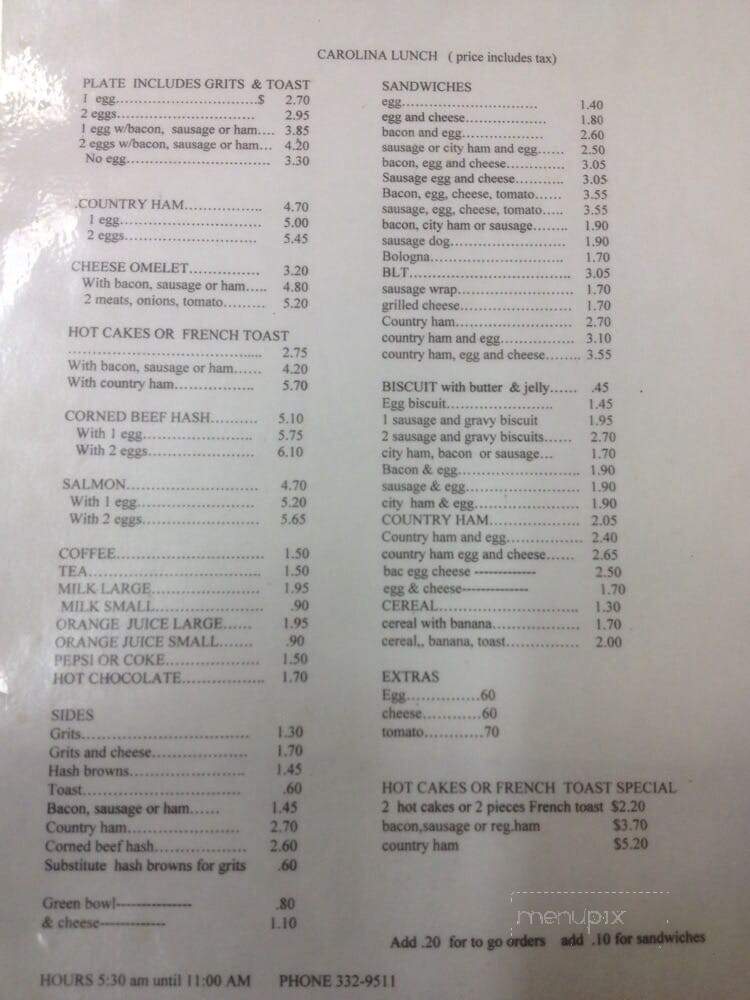 CAROLINA LUNCH ( price includes tax)
PLATE INCLUDES GRITS & TOAST
1 egg..............................$ 2.70
2 eggs............................. 2.95
1 egg w/bacon, sausage or ham.... 3.85
2 eggs w/bacon, sausage or ham... 4.20
No egg............................. 3.30
.COUNTRY HAM................. 4.70
1 egg......................... 5.00
2 eggs........................ 5.45
CHEESE OMELET............... 3.20
With bacon, sausage or ham..... 4.80
2 meats, onions, tomato......... 5.20
HOT CAKES OR FRENCH TOAST
.......................................... 2.75
With bacon, sausage or ham...... 4.20
With country ham................. 5.70
CORNED BEEF HASH.......... 5.10
With 1 egg........................ 5.75
With 2 eggs....................... 6.10
SALMON........................... 4.70
With 1 egg......................... 5.20
With 2 eggs........................ 5.65
COFFEE................................ 1.50
TEA..................................... 1.50
MILK LARGE........................ 1.95
MILK SMALL....................... .90
ORANGE JUICE LARGE...... 1.95
ORANGE JUICE SMALL....... .90
PEPSI OR COKE.................... 1.50
HOT CHOCOLATE................. 1.70
SIDES
Grits.................................... 1.30
Grits and cheese.................... 1.70
Hash browns........................ 1.45
Toast.................................. .60
Bacon, sausage or ham...... 1.45
Country ham........................ 2.70
Corned beef hash.................. 2.60
Substitute hash browns for grits .60
Green bowl---------------- .80
& cheese-------------- 1.10
HOURS 5:30 am until 11:00 AM PHONE 332-9511
SANDWICHES
egg............................. 1.40
egg and cheese......................... 1.80
bacon and egg........................ 2.60
sausage or city ham and egg...... 2.50
bacon, egg and cheese............. 3.05
Sausage egg and cheese........... 3.05
Bacon, egg, cheese, tomato...... 3.55
sausage, egg, cheese, tomato..... 3.55
bacon, city ham or sausage........ 1.90
sausage dog......................... 1.90
Bologna............................. 1.70
BLT................................... 3.05
sausage wrap......................... 1.70
grilled cheese......................... 1.70
Country ham......................... 2.70
country ham and egg................ 3.10
country ham, egg and cheese........ 3.55
BISCUIT with butter & jelly...... .45
Egg biscuit....................... 1.45
1 sausage and gravy biscuit 1.95
2 sausage and gravy biscuits...... 2.70
city ham, bacon or sausage... 1.70
Bacon & egg.......................... 1.90
sausage & egg......................... 1.90
city ham & egg....................... 1.90
COUNTRY HAM.................... 2.05
Country ham and egg................. 2.40
country ham egg and cheese...... 2.65
bac egg cheese ------------- 2.50
egg & cheese-------------- 1.70
CEREAL.............................. 1.30
cereal with banana................... 1.70
cereal,, banana, toast................ 2.00
EXTRAS
Egg..............60
cheese............60
tomato............70
HOT CAKES OR FRENCH TOAST SPECIAL
2 hot cakes or 2 pieces French toast $2.20
bacon,sausage or reg.ham $3.70
country ham $5.20
menupix
Add .20 for to go orders add .10 for sandwiches